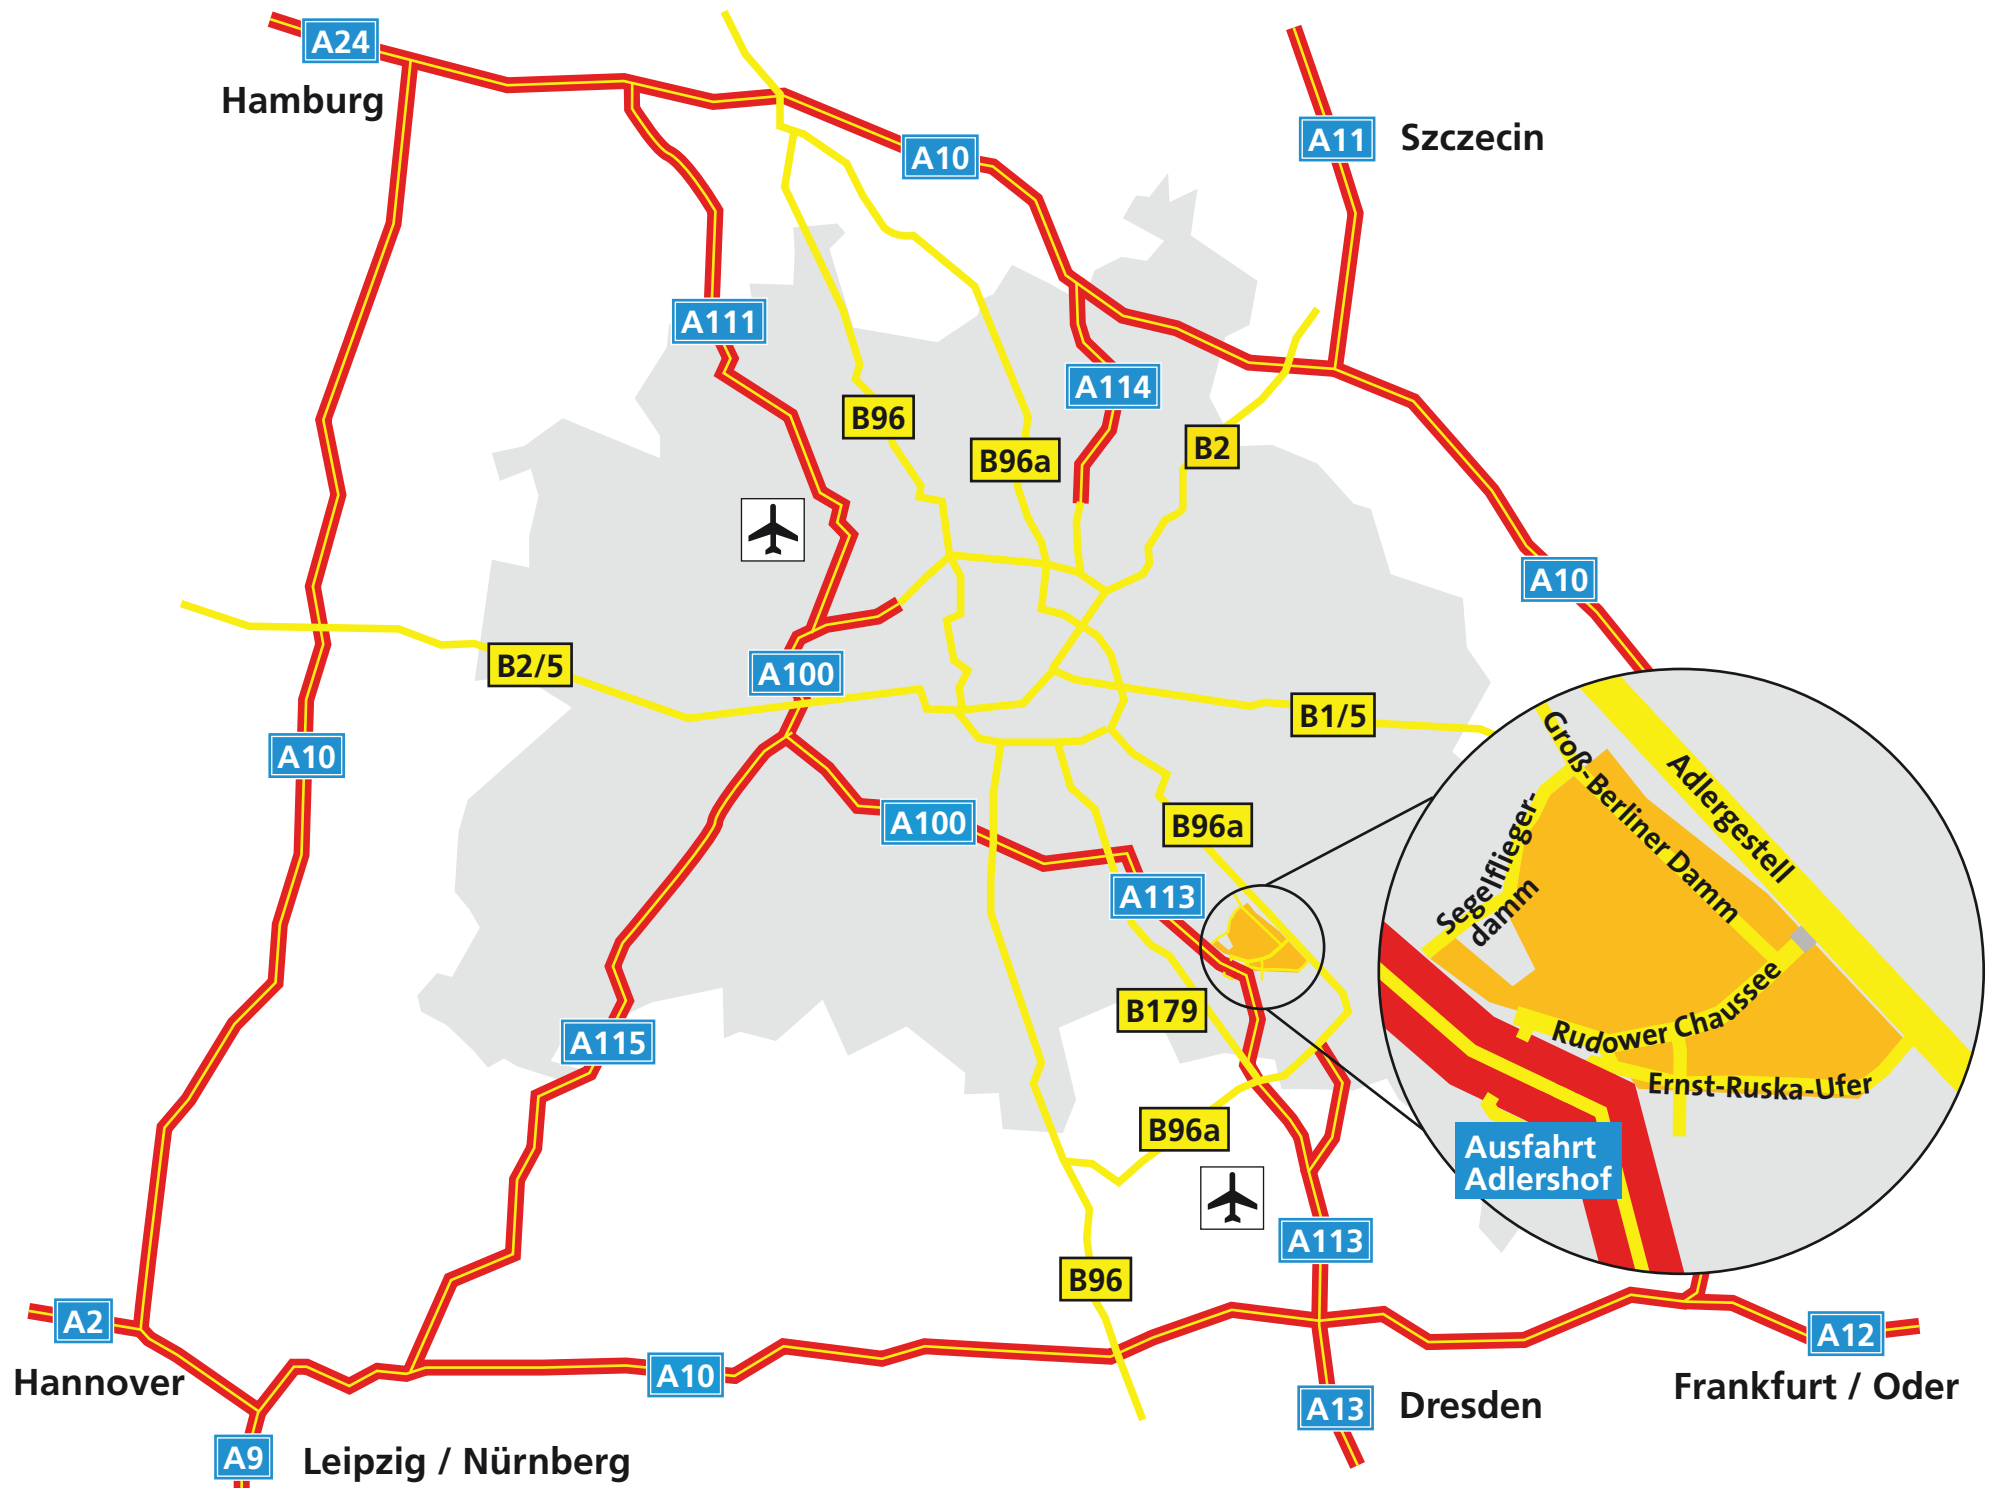 A24
Hamburg
A11
Szczecin
A10
A111
A114
B96
B2
B96a
A10
B2/5
A100
B1/5
A10
A100
B96a
A113
B179
A115
B96a
A113
B96
A2
Hannover
A10
A12
Frankfurt / Oder
A13
Dresden
A9
Leipzig / Nürnberg
Groß-Berliner Damm
Adlergestell
Segelflieger-
damm
Rudower Chaussee
Ernst-Ruska-Ufer
Ausfahrt
Adlershof